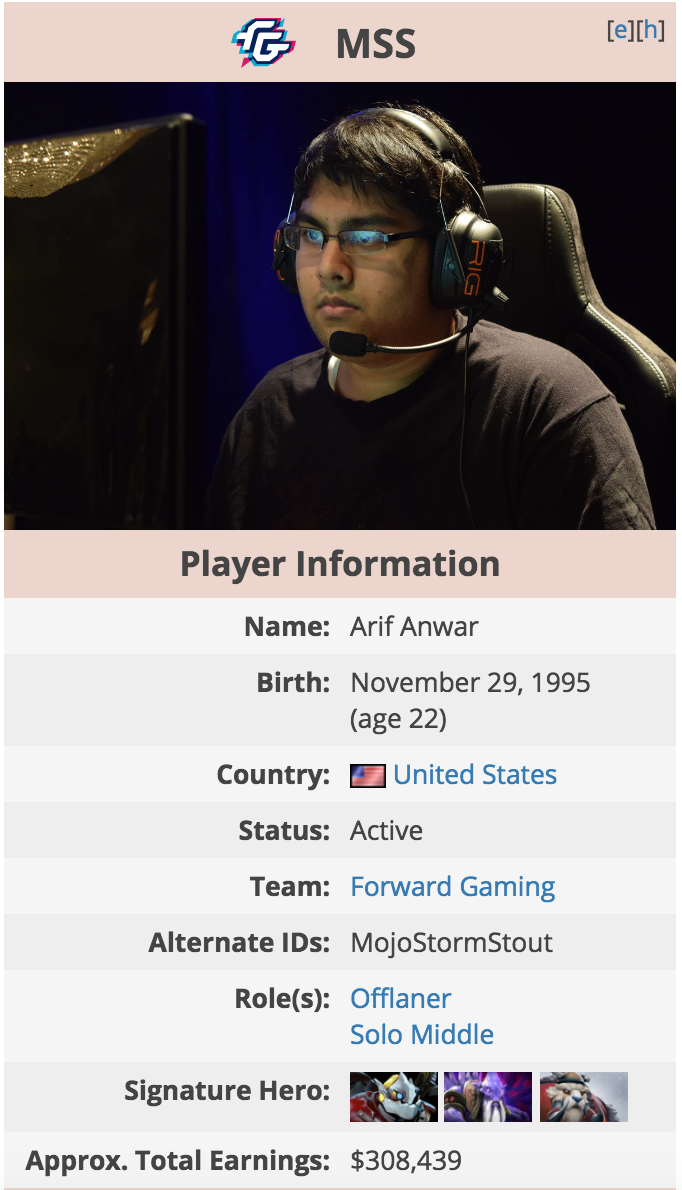 MSS
[e][h]
RIG
Player Information
Name: Arif Anwar
Birth: November 29, 1995
(age 22)
Country: United States
Status: Active
Team: Forward Gaming
Alternate IDs: MojoStormStout
Role(s): Offlaner
Solo Middle
Signature Hero:
Approx. Total Earnings: $308,439